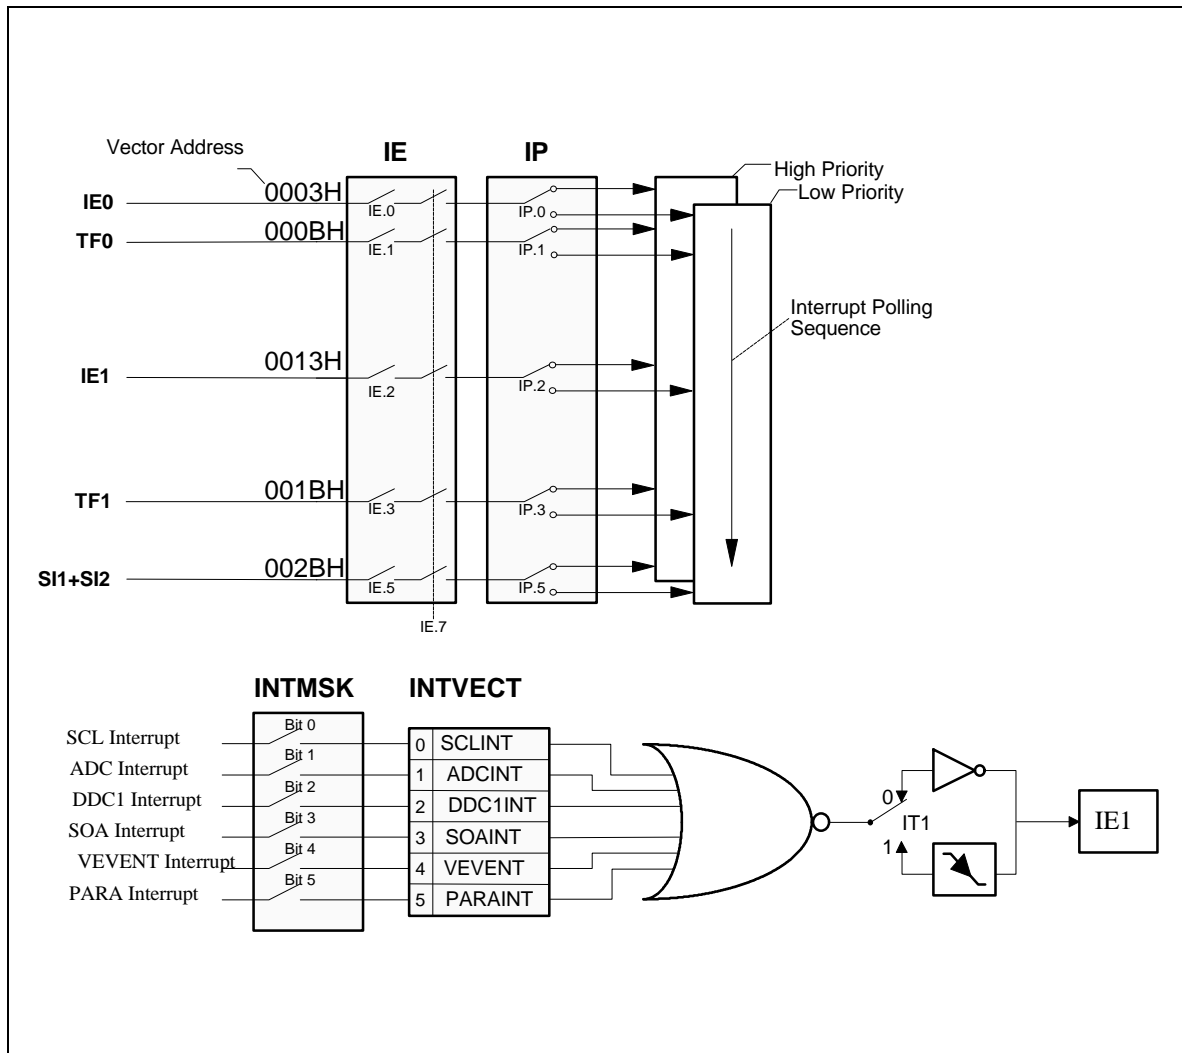 Vector Address
IE
IP
High Priority
Low Priority
IE0
0003H
IE.0
IP.0
TF0
000BH
IE.1
IP.1
Interrupt Polling
Sequence
IE1
0013H
IE.2
IP.2
TF1
001BH
IE.3
IP.3
SI1+SI2
002BH
IE.5
IP.5
IE.7
INTMSK
INTVECT
SCL Interrupt
Bit 0
0 SCLINT
ADC Interrupt
Bit 1
1 ADCINT
DDC1 Interrupt
Bit 2
2 DDC1INT
SOA Interrupt
Bit 3
3 SOAINT
VEVENT Interrupt
Bit 4
4 VEVENT
PARA Interrupt
Bit 5
5 PARAINT
0
IT1
1
IE1